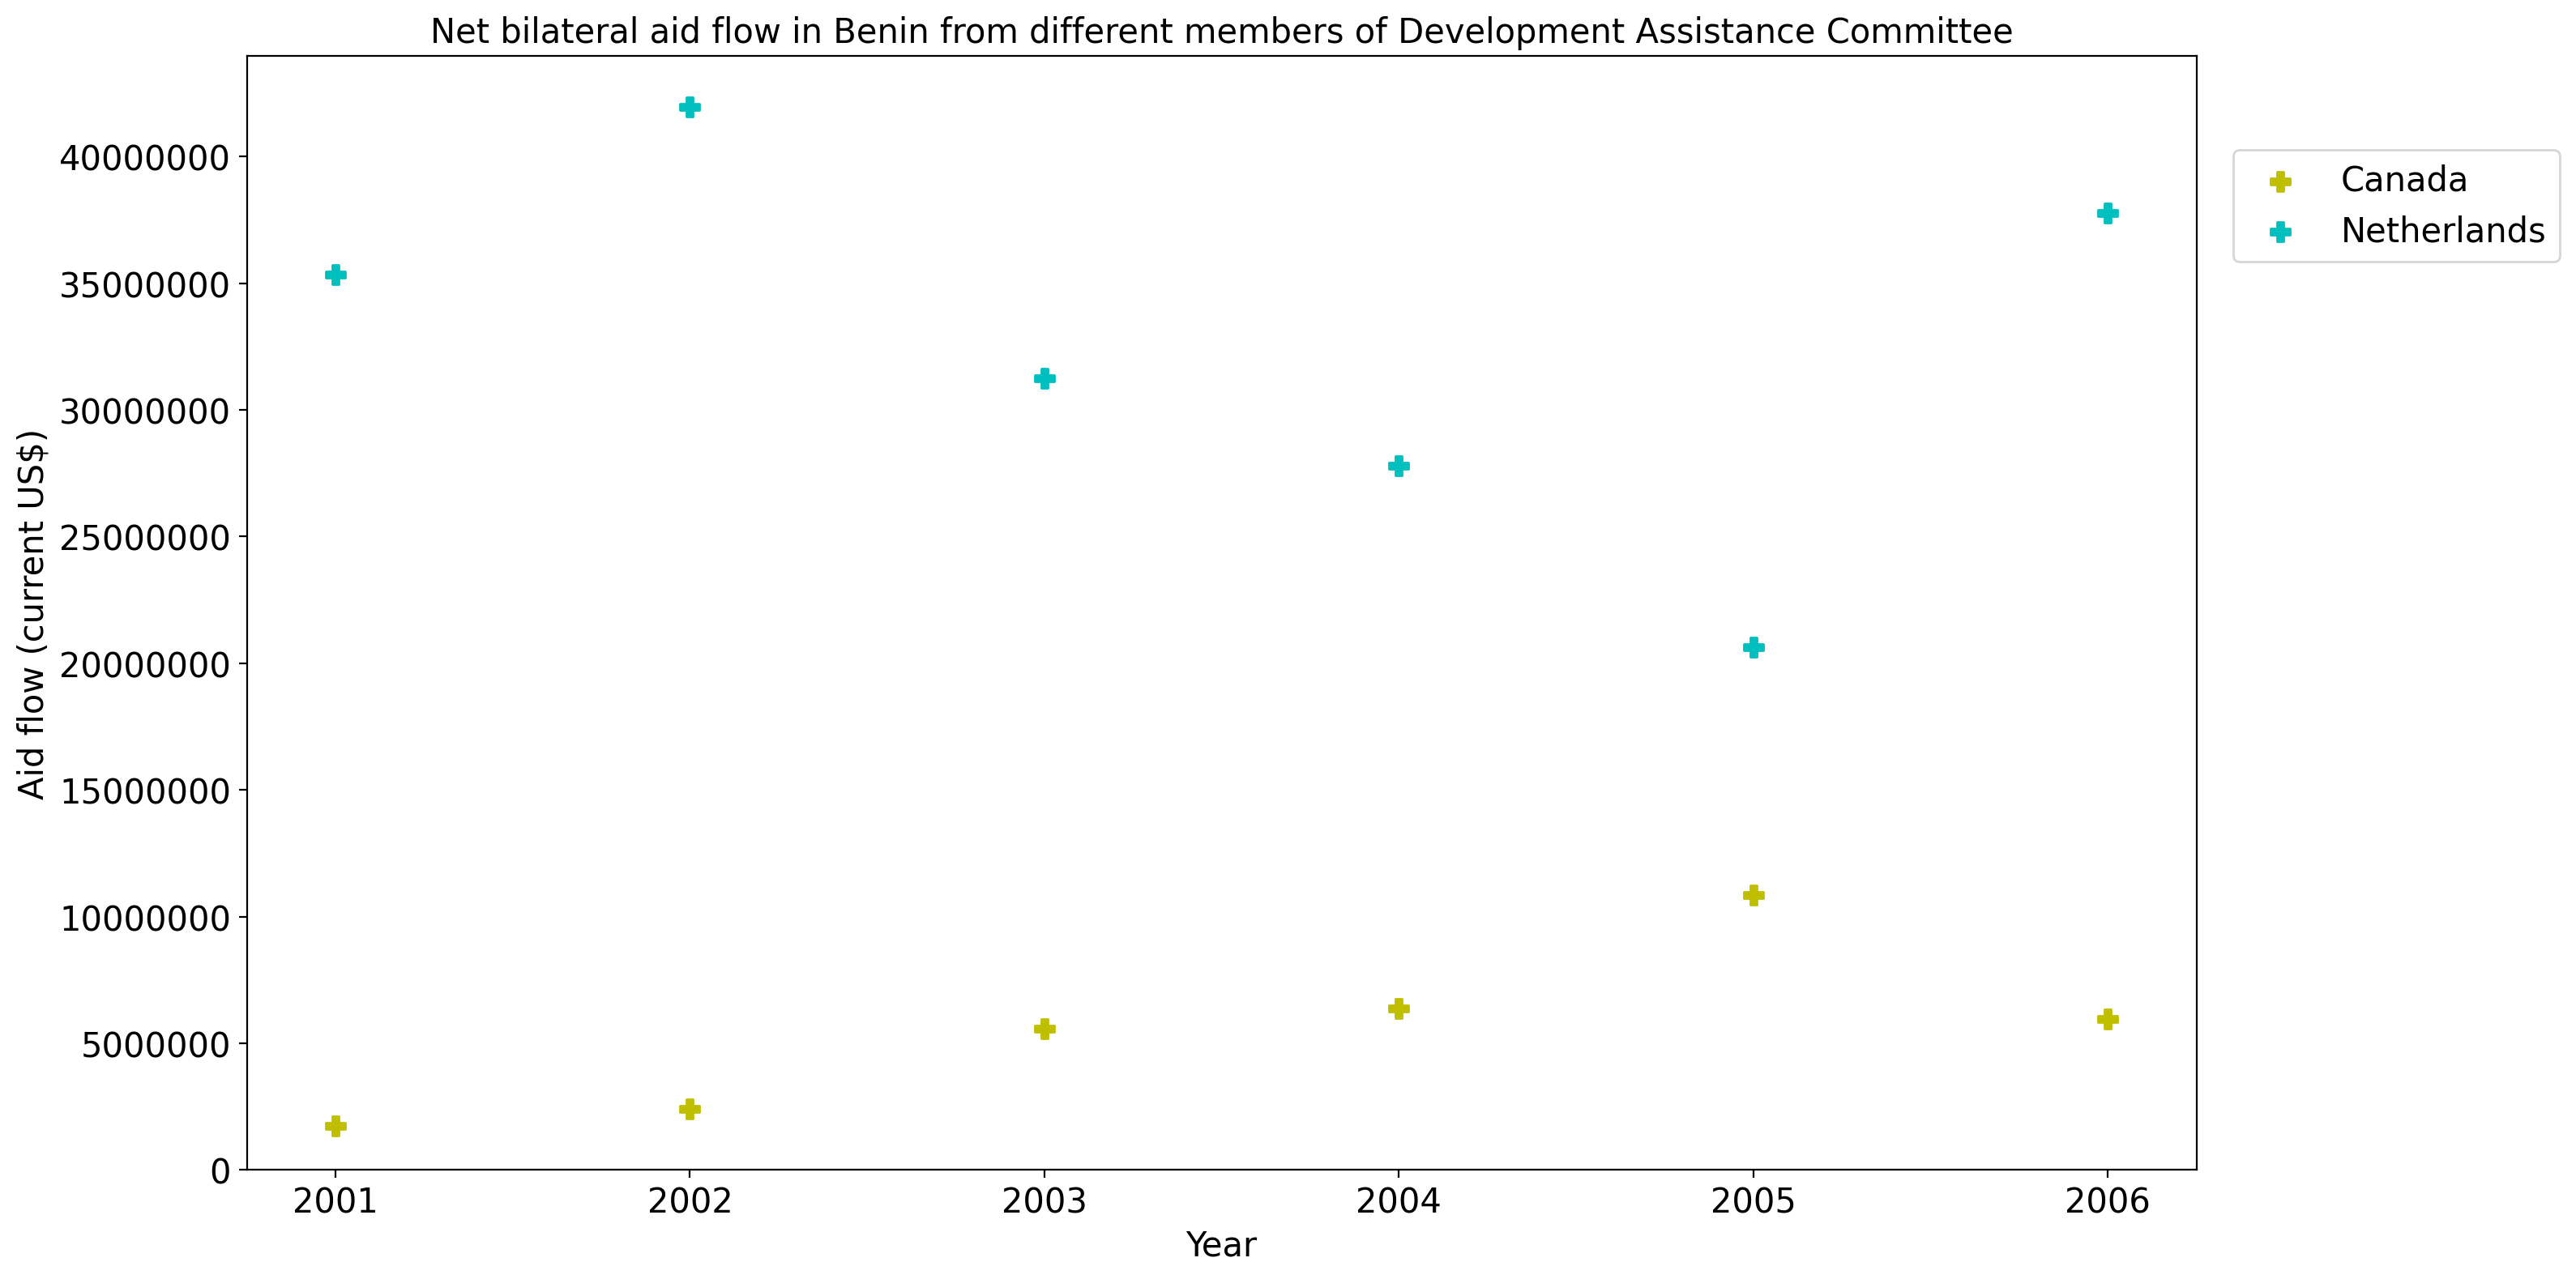 Net bilateral aid flow in Benin from different members of Development Assistance Committee
40000000
35000000
30000000
25000000
20000000
15000000
10000000
5000000
0
Aid flow (current US$)
2001 2002 2003 2004 2005 2006
Year
Canada
Netherlands